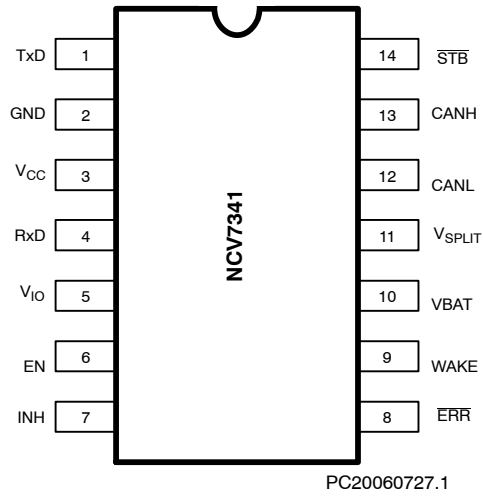 TxD 1
GND 2
VCC 3
RxD 4
VIO 5
EN 6
INH 7
NCV7341
14 STB
13 CANH
12 CANL
11 VSPLIT
10 VBAT
9 WAKE
8 ERR
PC20060727.1